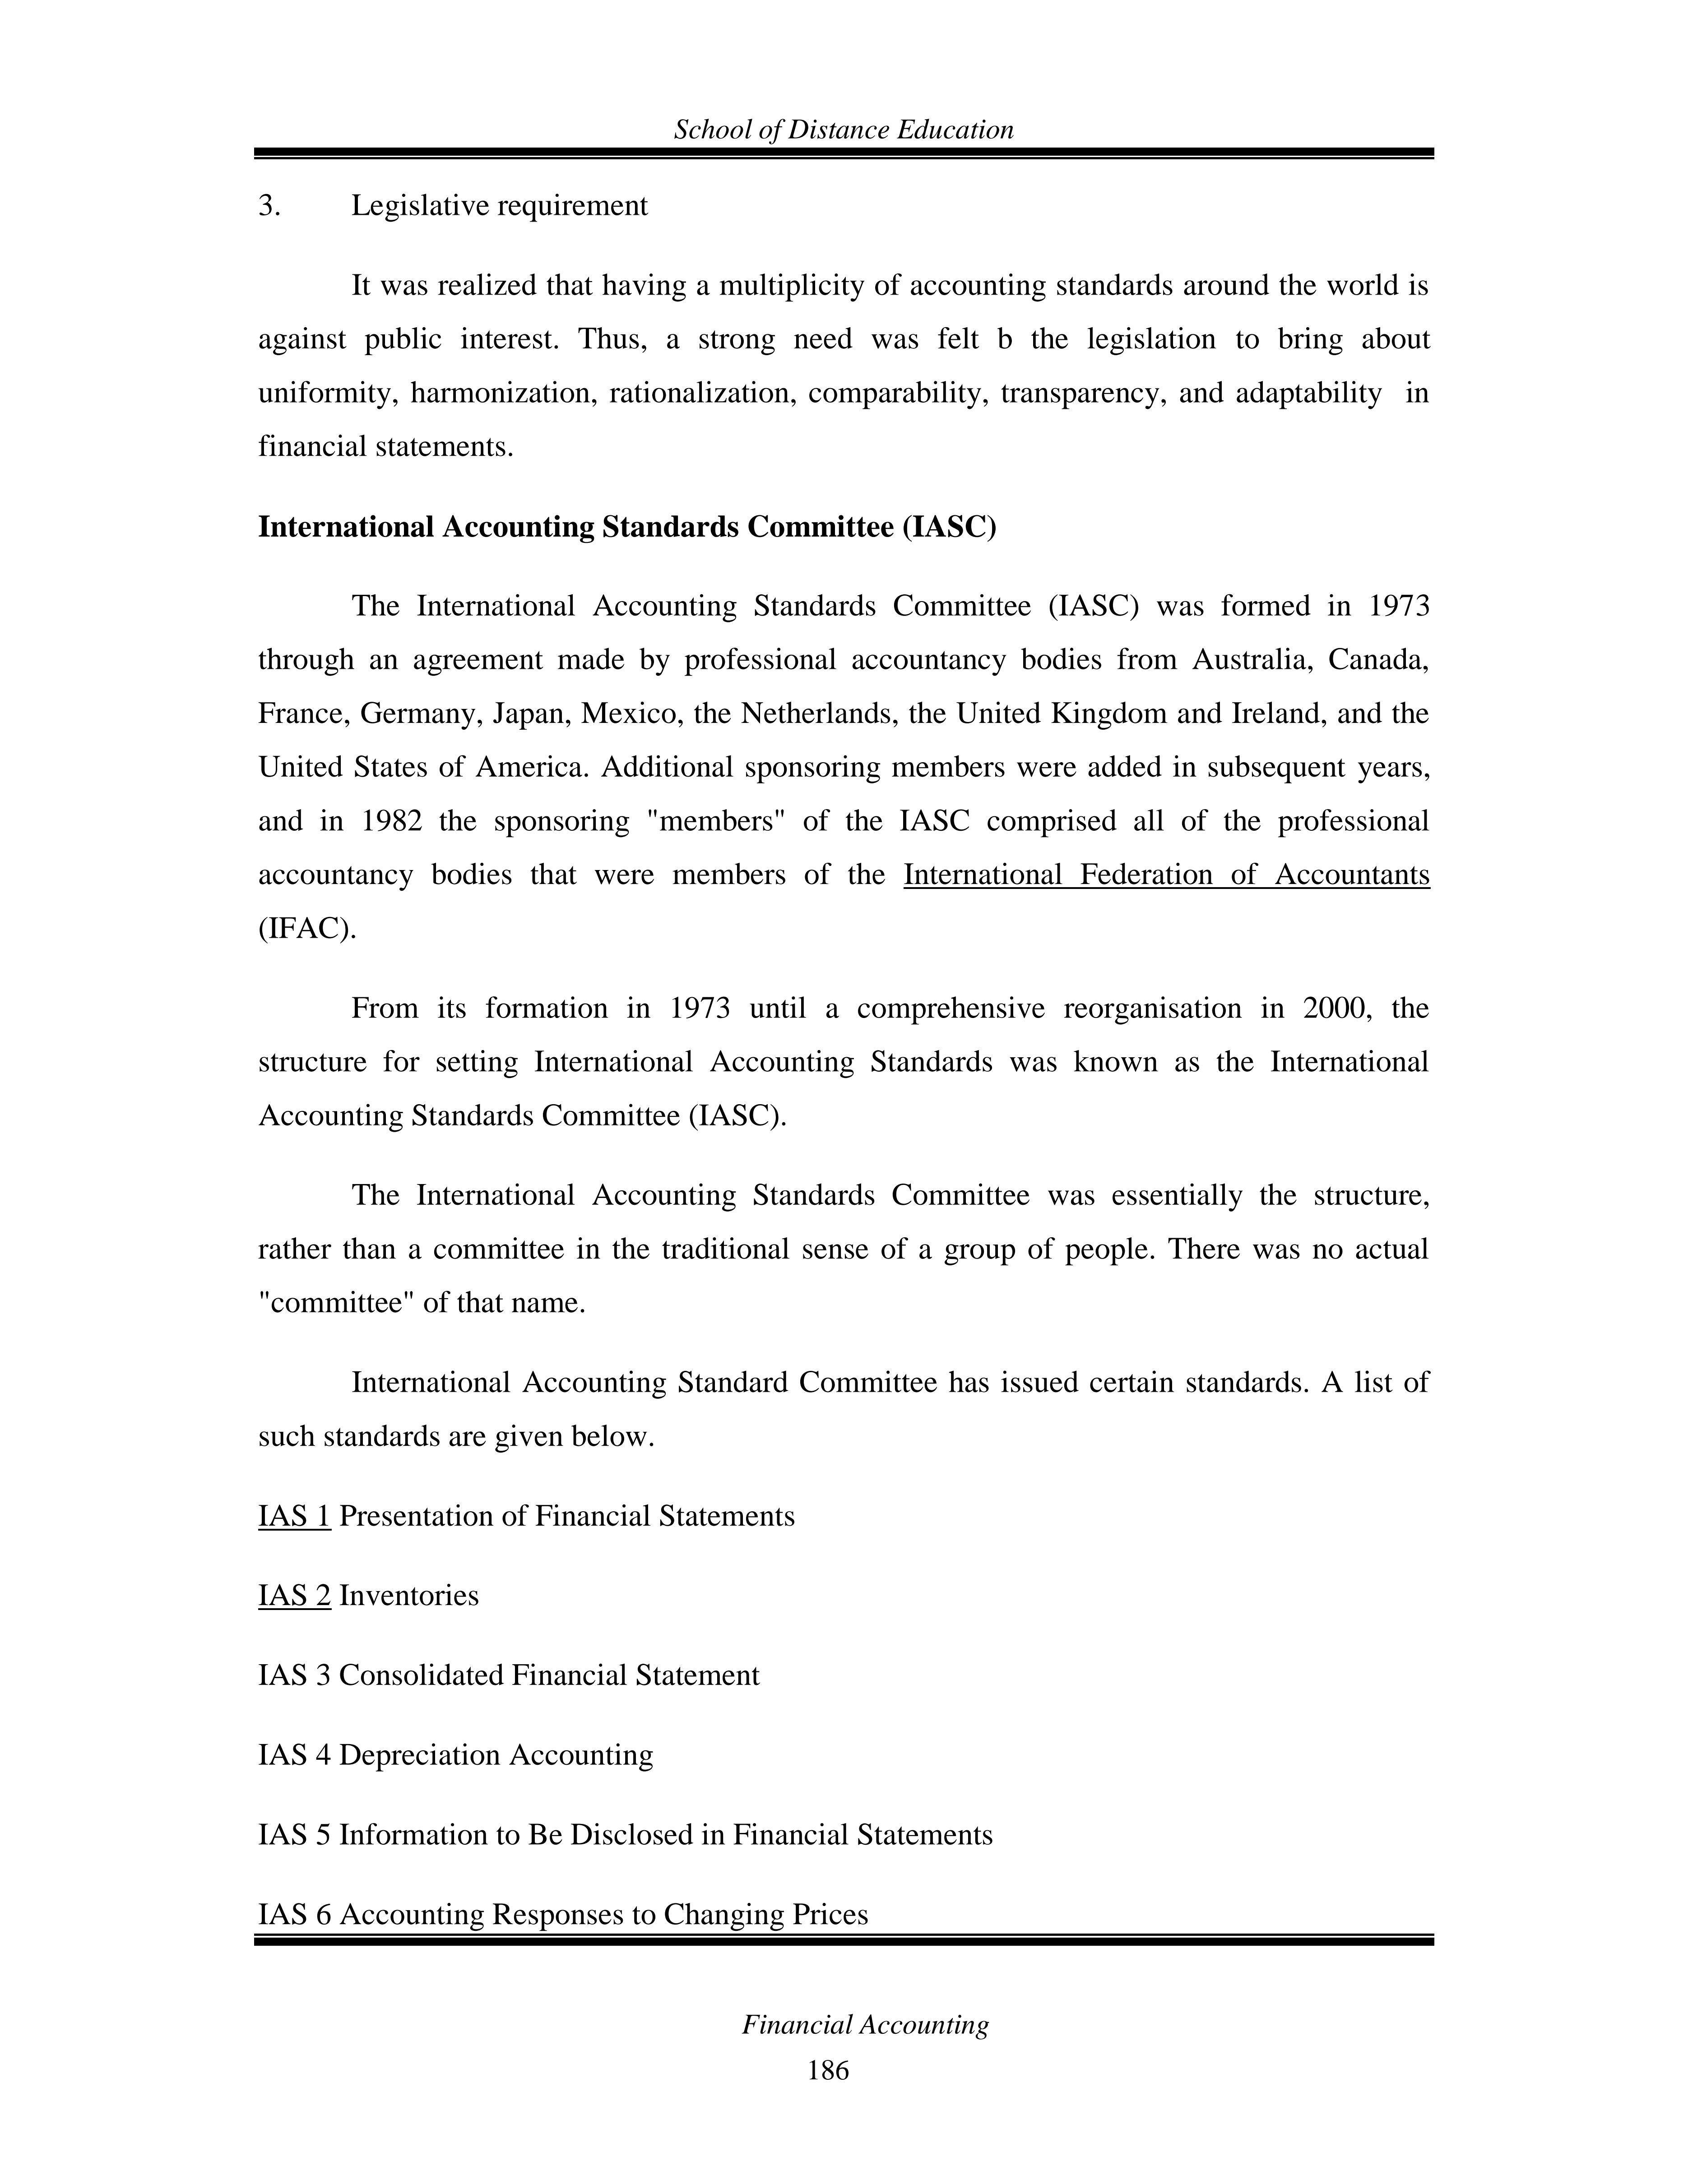 School of Distance Education
3. Legislative requirement
It was realized that having a multiplicity of accounting standards around the world is
against public interest. Thus, a strong need was felt b the legislation to bring about
uniformity, harmonization, rationalization, comparability, transparency, and adaptability in
financial statements.
International Accounting Standards Committee (IASC)
The International Accounting Standards Committee (IASC) was formed in 1973
through an agreement made by professional accountancy bodies from Australia, Canada,
France, Germany, Japan, Mexico, the Netherlands, the United Kingdom and Ireland, and the
United States of America. Additional sponsoring members were added in subsequent years,
and in 1982 the sponsoring "members" of the IASC comprised all of the professional
accountancy bodies that were members of the International Federation of Accountants
(IFAC).
From its formation in 1973 until a comprehensive reorganisation in 2000, the
structure for setting International Accounting Standards was known as the International
Accounting Standards Committee (IASC).
The International Accounting Standards Committee was essentially the structure,
rather than a committee in the traditional sense of a group of people. There was no actual
"committee" of that name.
International Accounting Standard Committee has issued certain standards. A list of
such standards are given below.
IAS 1 Presentation of Financial Statements
IAS 2 Inventories
IAS 3 Consolidated Financial Statement
IAS 4 Depreciation Accounting
IAS 5 Information to Be Disclosed in Financial Statements
IAS 6 Accounting Responses to Changing Prices
Financial Accounting
186